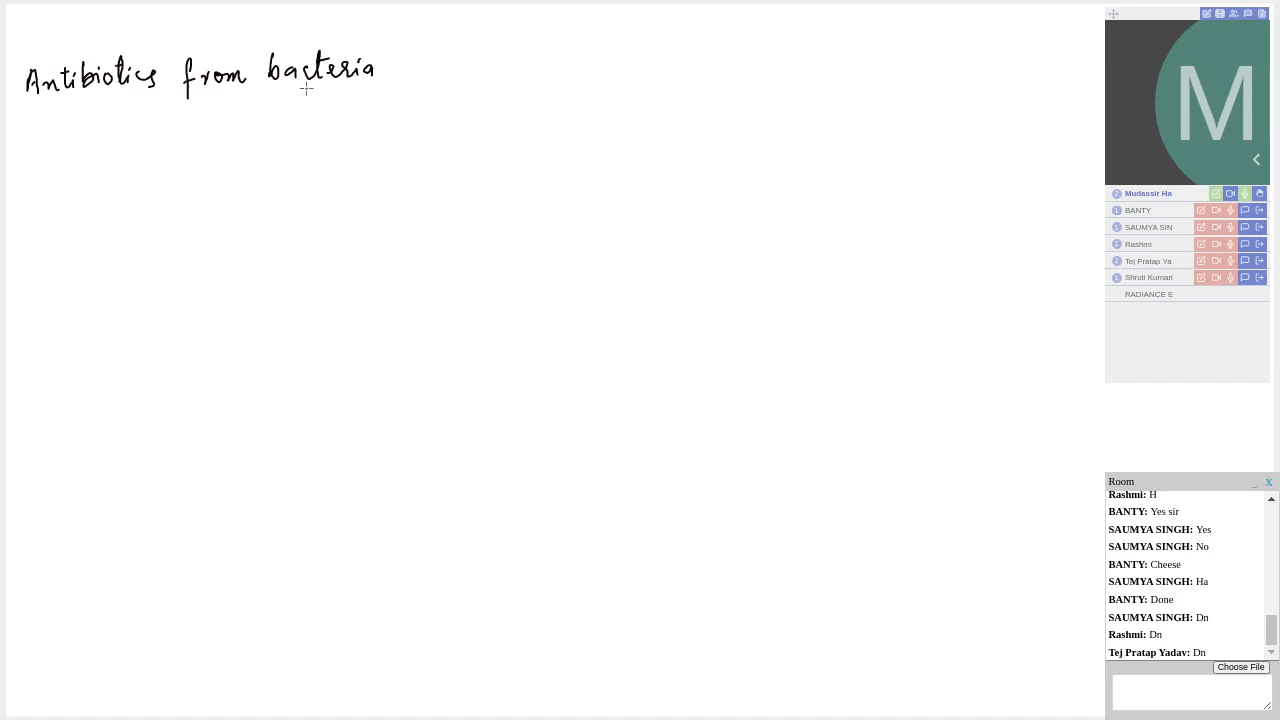 Antibiotics from bacteria
M
Mudassir Ha
BANTY
SAUMYA SIN
Rashmi
Tej Pratap Ya
Shruti Kumari
RADIANCE E
Room
_ X
Rashmi: H
BANTY: Yes sir
SAUMYA SINGH: Yes
SAUMYA SINGH: No
BANTY: Cheese
SAUMYA SINGH: Ha
BANTY: Done
SAUMYA SINGH: Dn
Rashmi: Dn
Tej Pratap Yadav: Dn
Choose File